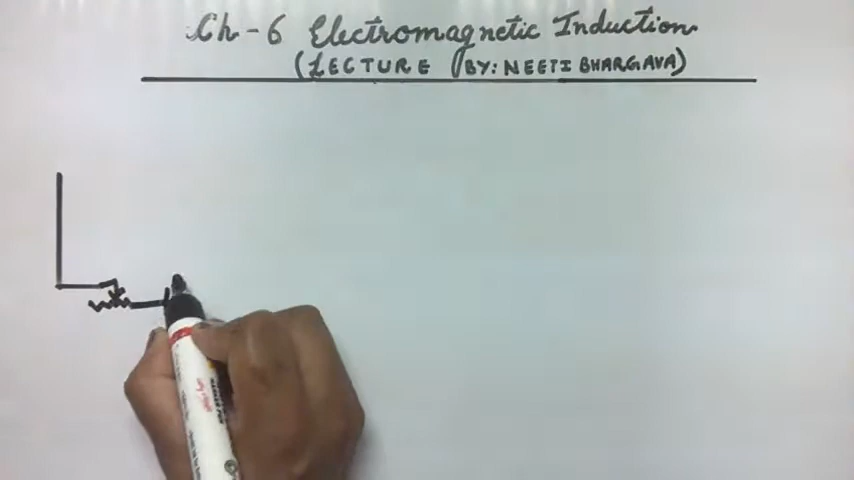 Ch - 6 Electromagnetic Induction
(LECTURE BY: NEETI BHARGAVA)